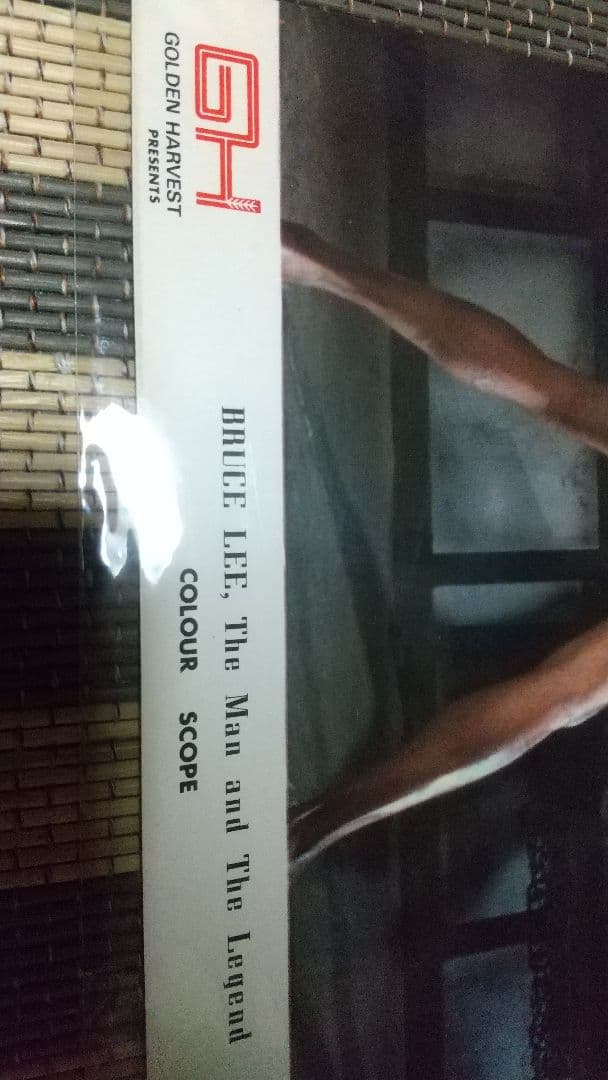 GH
GOLDEN HARVEST
PRESENTS
BRUCE LEE, The Man and The Legend
COLOUR SCOPE